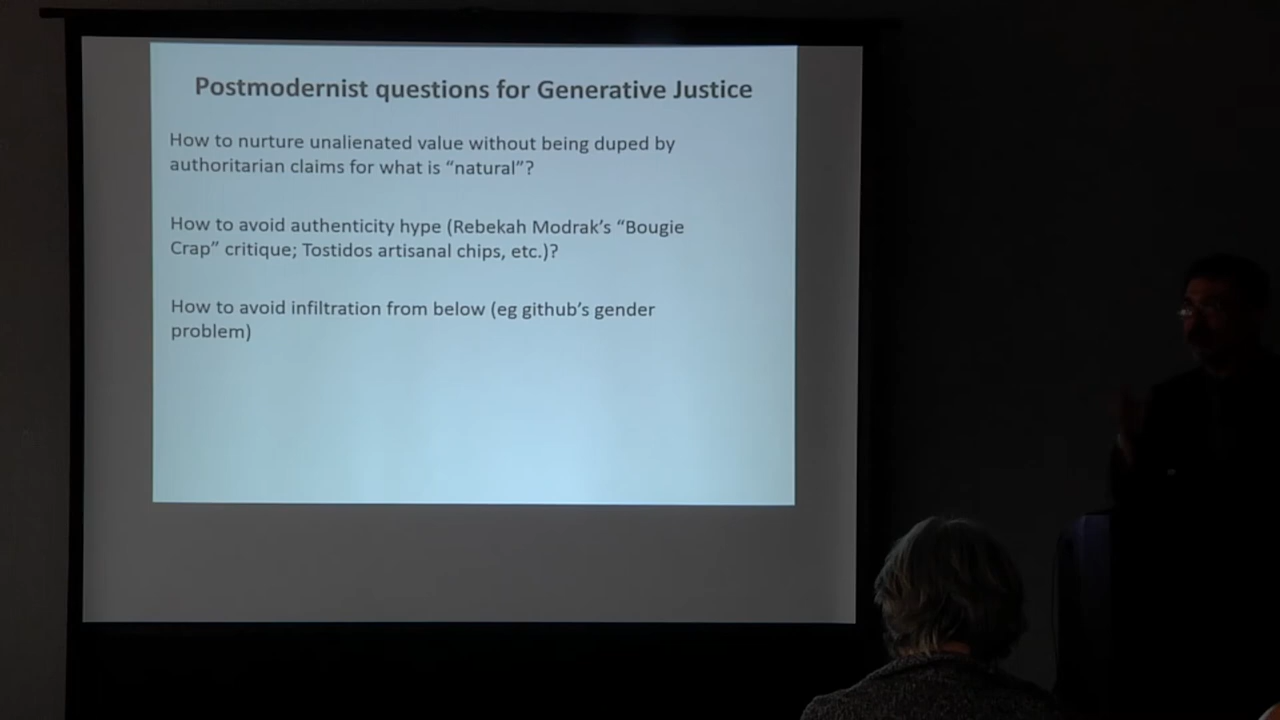 Postmodernist questions for Generative Justice
How to nurture unalienated value without being duped by
authoritarian claims for what is “natural”?
How to avoid authenticity hype (Rebekah Modrak’s “Bougie
Crap” critique; Tostidos artisanal chips, etc.)?
How to avoid infiltration from below (eg github’s gender
problem)